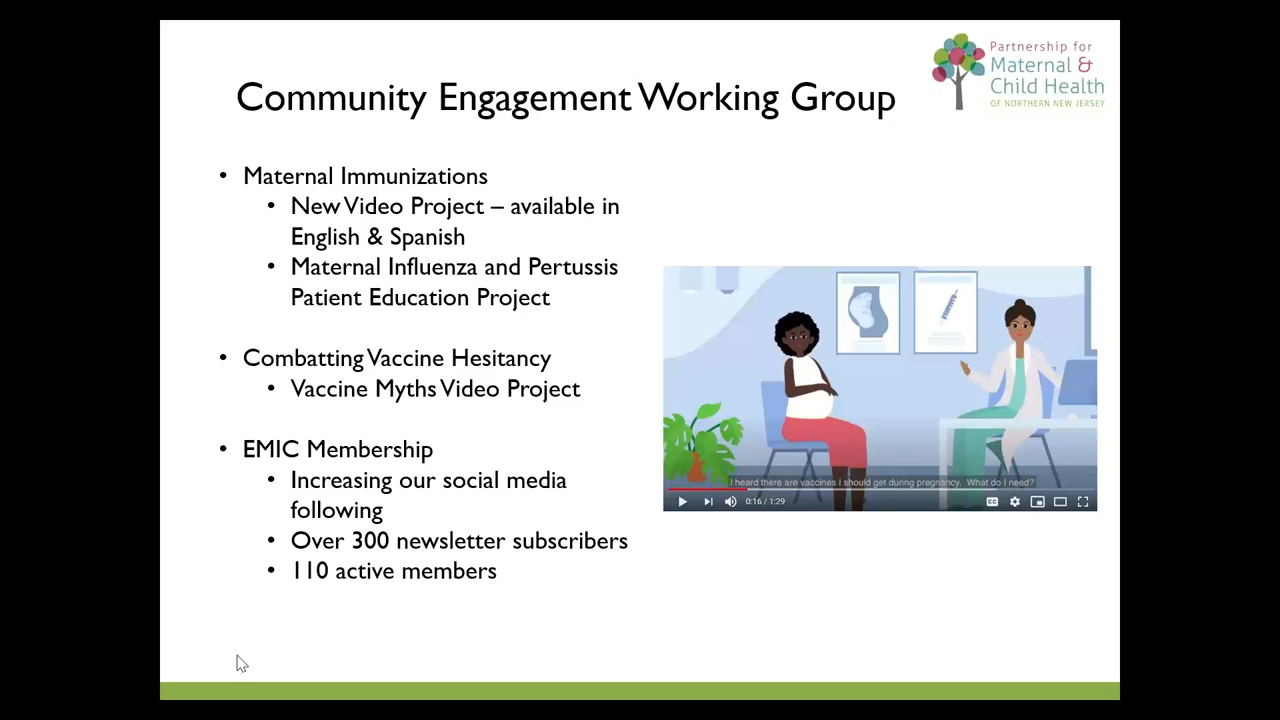 Partnership for
Maternal &
Child Health
OF NORTHERN NEW JERSEY
Community Engagement Working Group
• Maternal Immunizations
• New Video Project – available in
English & Spanish
• Maternal Influenza and Pertussis
Patient Education Project
• Combatting Vaccine Hesitancy
• Vaccine Myths Video Project
• EMIC Membership
• Increasing our social media
following
• Over 300 newsletter subscribers
• 110 active members
I heard there are vaccines I should get during pregnancy. What do I need?
0:16 / 1:29
CC